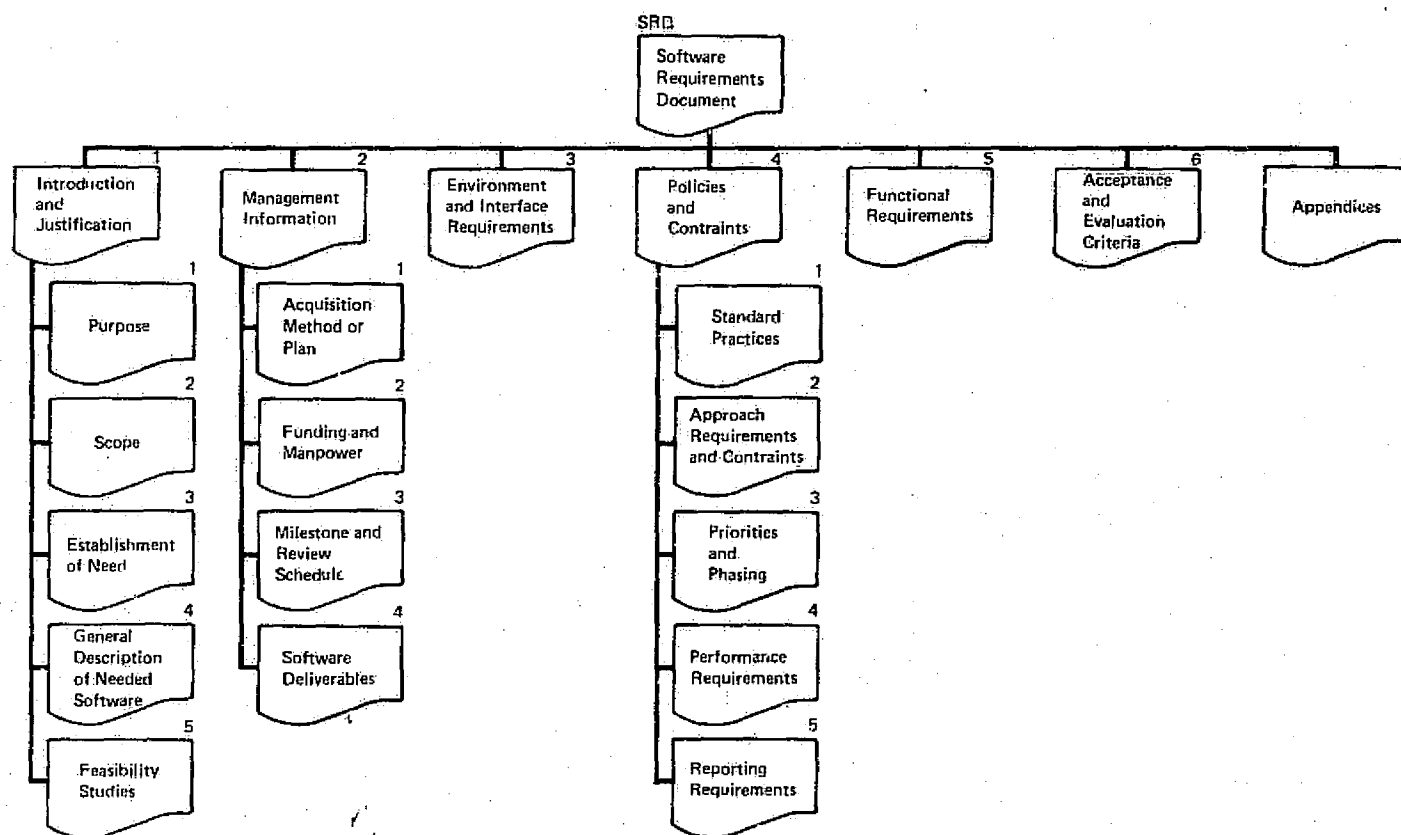 SRD
Software
Requirements
Document
1
Introduction
and
Justification
2
Management
Information
3
Environment
and Interface
Requirements
4
Policies
and
Contraints
5
Functional
Requirements
6
Acceptance
and
Evaluation
Criteria
Appendices
1
Purpose
2
Scope
3
Establishment
of Need
4
General
Description
of Needed
Software
5
Feasibility
Studies
1
Acquisition
Method or
Plan
2
Funding and
Manpower
3
Milestone and
Review
Schedule
4
Software
Deliverables
1
Standard
Practices
2
Approach
Requirements
and Contraints
3
Priorities
and
Phasing
4
Performance
Requirements
5
Reporting
Requirements